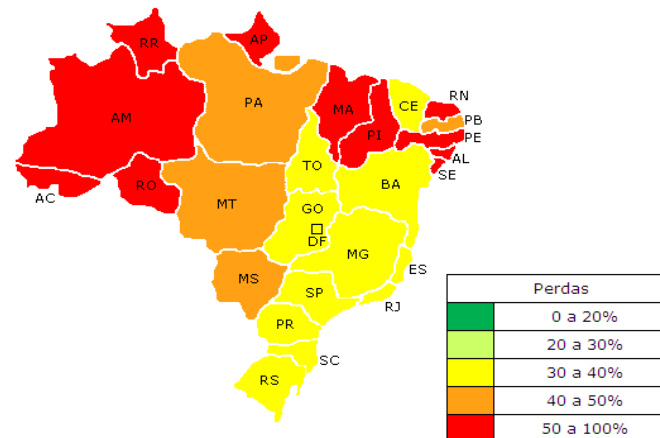 RR
AP
AM
PA
MA
CE
RN
PI
PB
PE
AL
SE
TO
BA
AC
RO
MT
GO
DF
MG
ES
MS
SP
RJ
PR
SC
RS
Perdas
0 a 20%
20 a 30%
30 a 40%
40 a 50%
50 a 100%